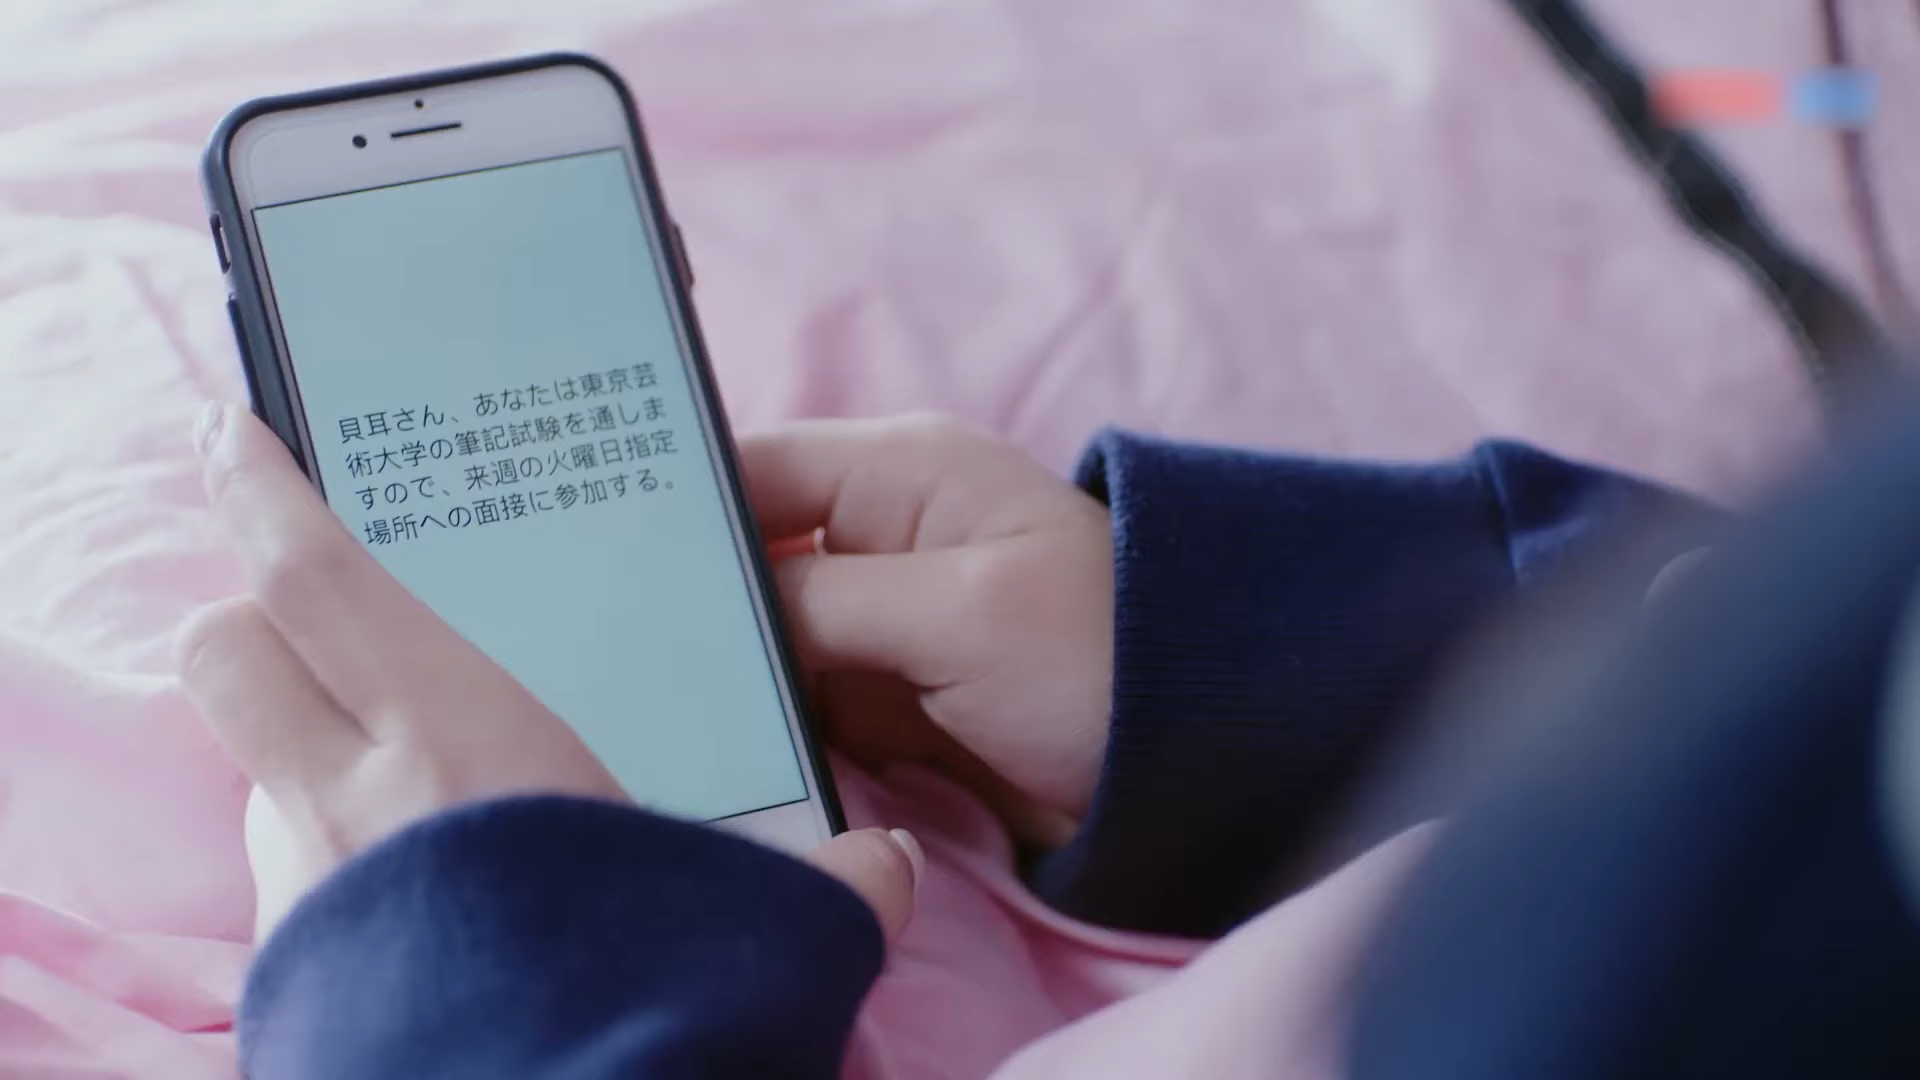 貝耳さん、あなたは東京芸
術大学の筆記試験を通しま
すので、来週の火曜日指定
場所への面接に参加する。